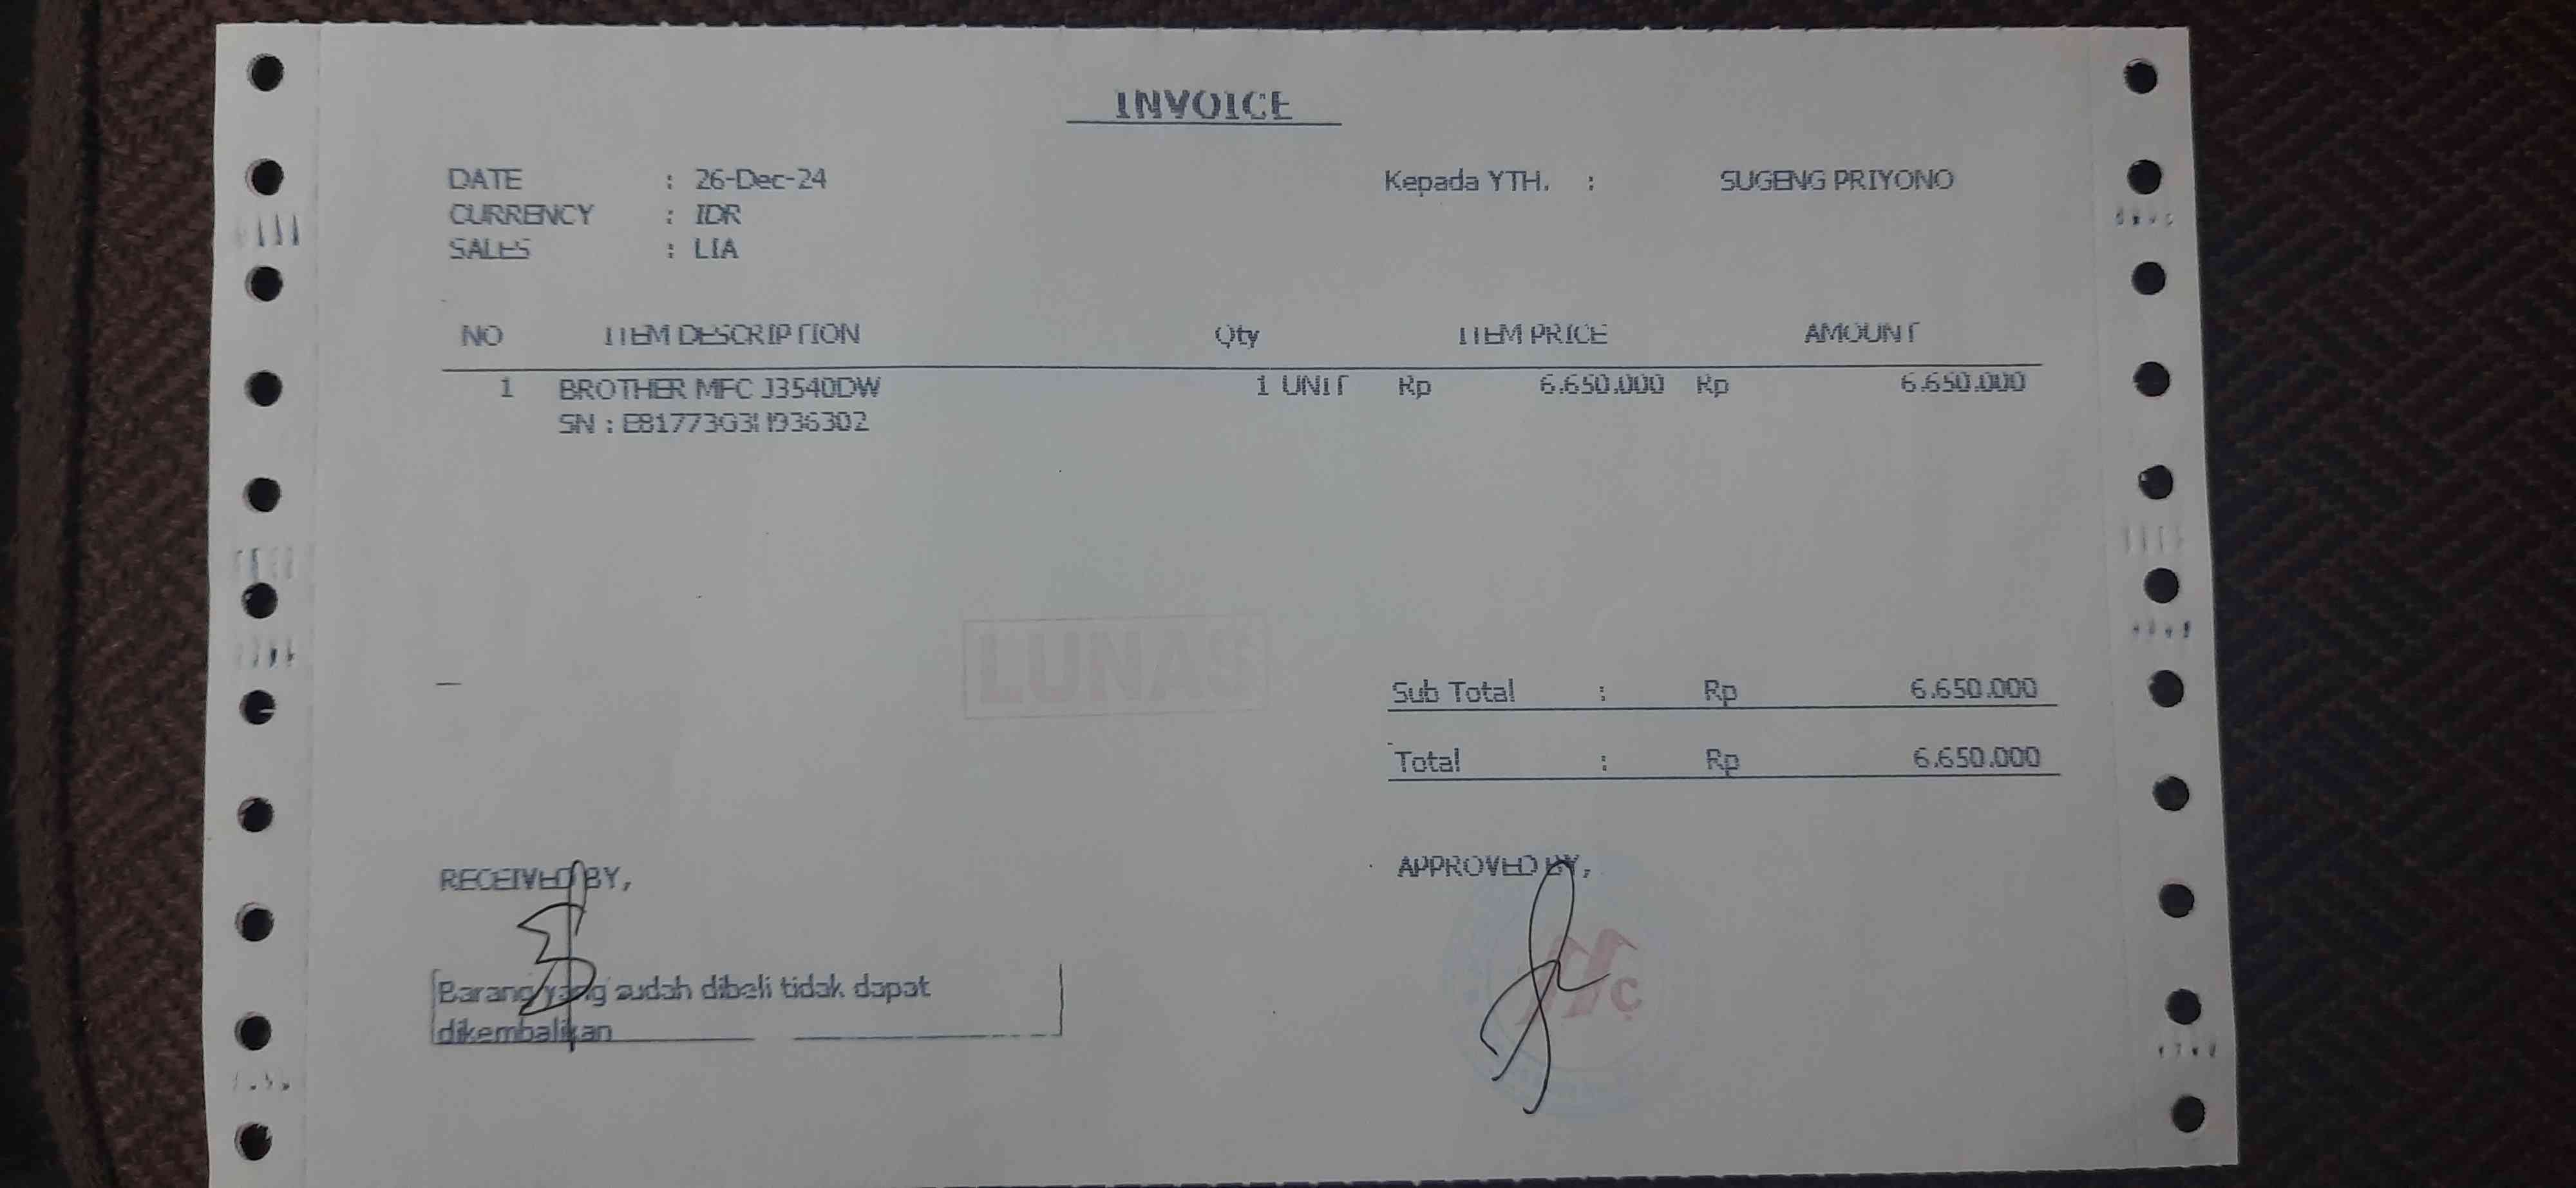 INVOICE
DATE : 26-Dec-24 Kepada YTH. : SUGENG PRIYONO
CURRENCY : IDR
SALES : LIA
NO ITEM DESCRIPTION Qty ITEM PRICE AMOUNT
1 BROTHER MFC J3540DW 1 UNIT Rp 6.650.000 Rp 6.650.000
SN :
LUNAS
Sub Total : Rp 6.650.000
Total : Rp 6.650.000
RECEIVED BY, APPROVED BY,
Barang yang sudah dibeli tidak dapat
dikembalikan